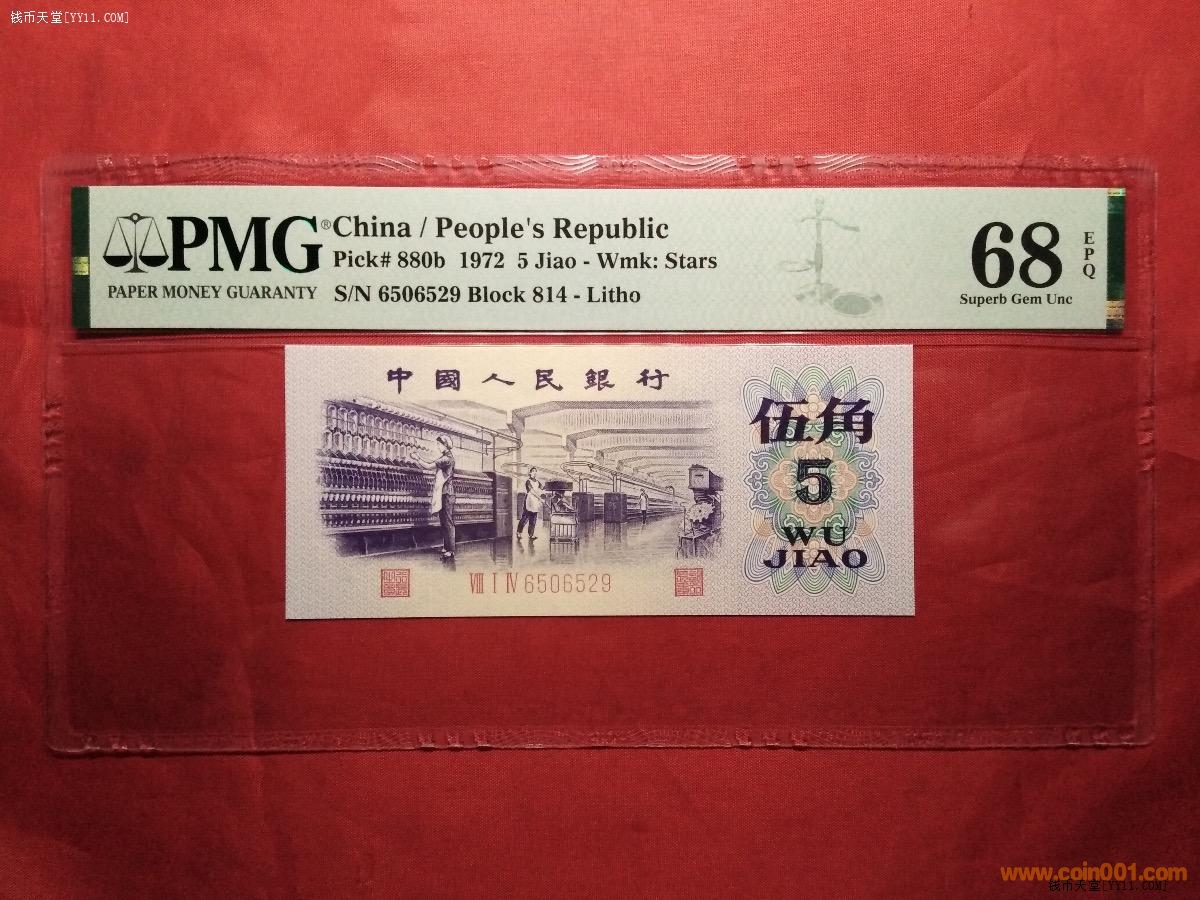 钱币天堂[YY11.COM]
PMG®
PAPER MONEY GUARANTY
China / People's Republic
Pick# 880b 1972 5 Jiao - Wmk: Stars
S/N 6506529 Block 814 - Litho
68
EPQ
Superb Gem Unc
中國人民銀行
伍角
5
WU
JIAO
VIII I IV 6506529
www.coin001.com
钱币天堂[YY11.COM]